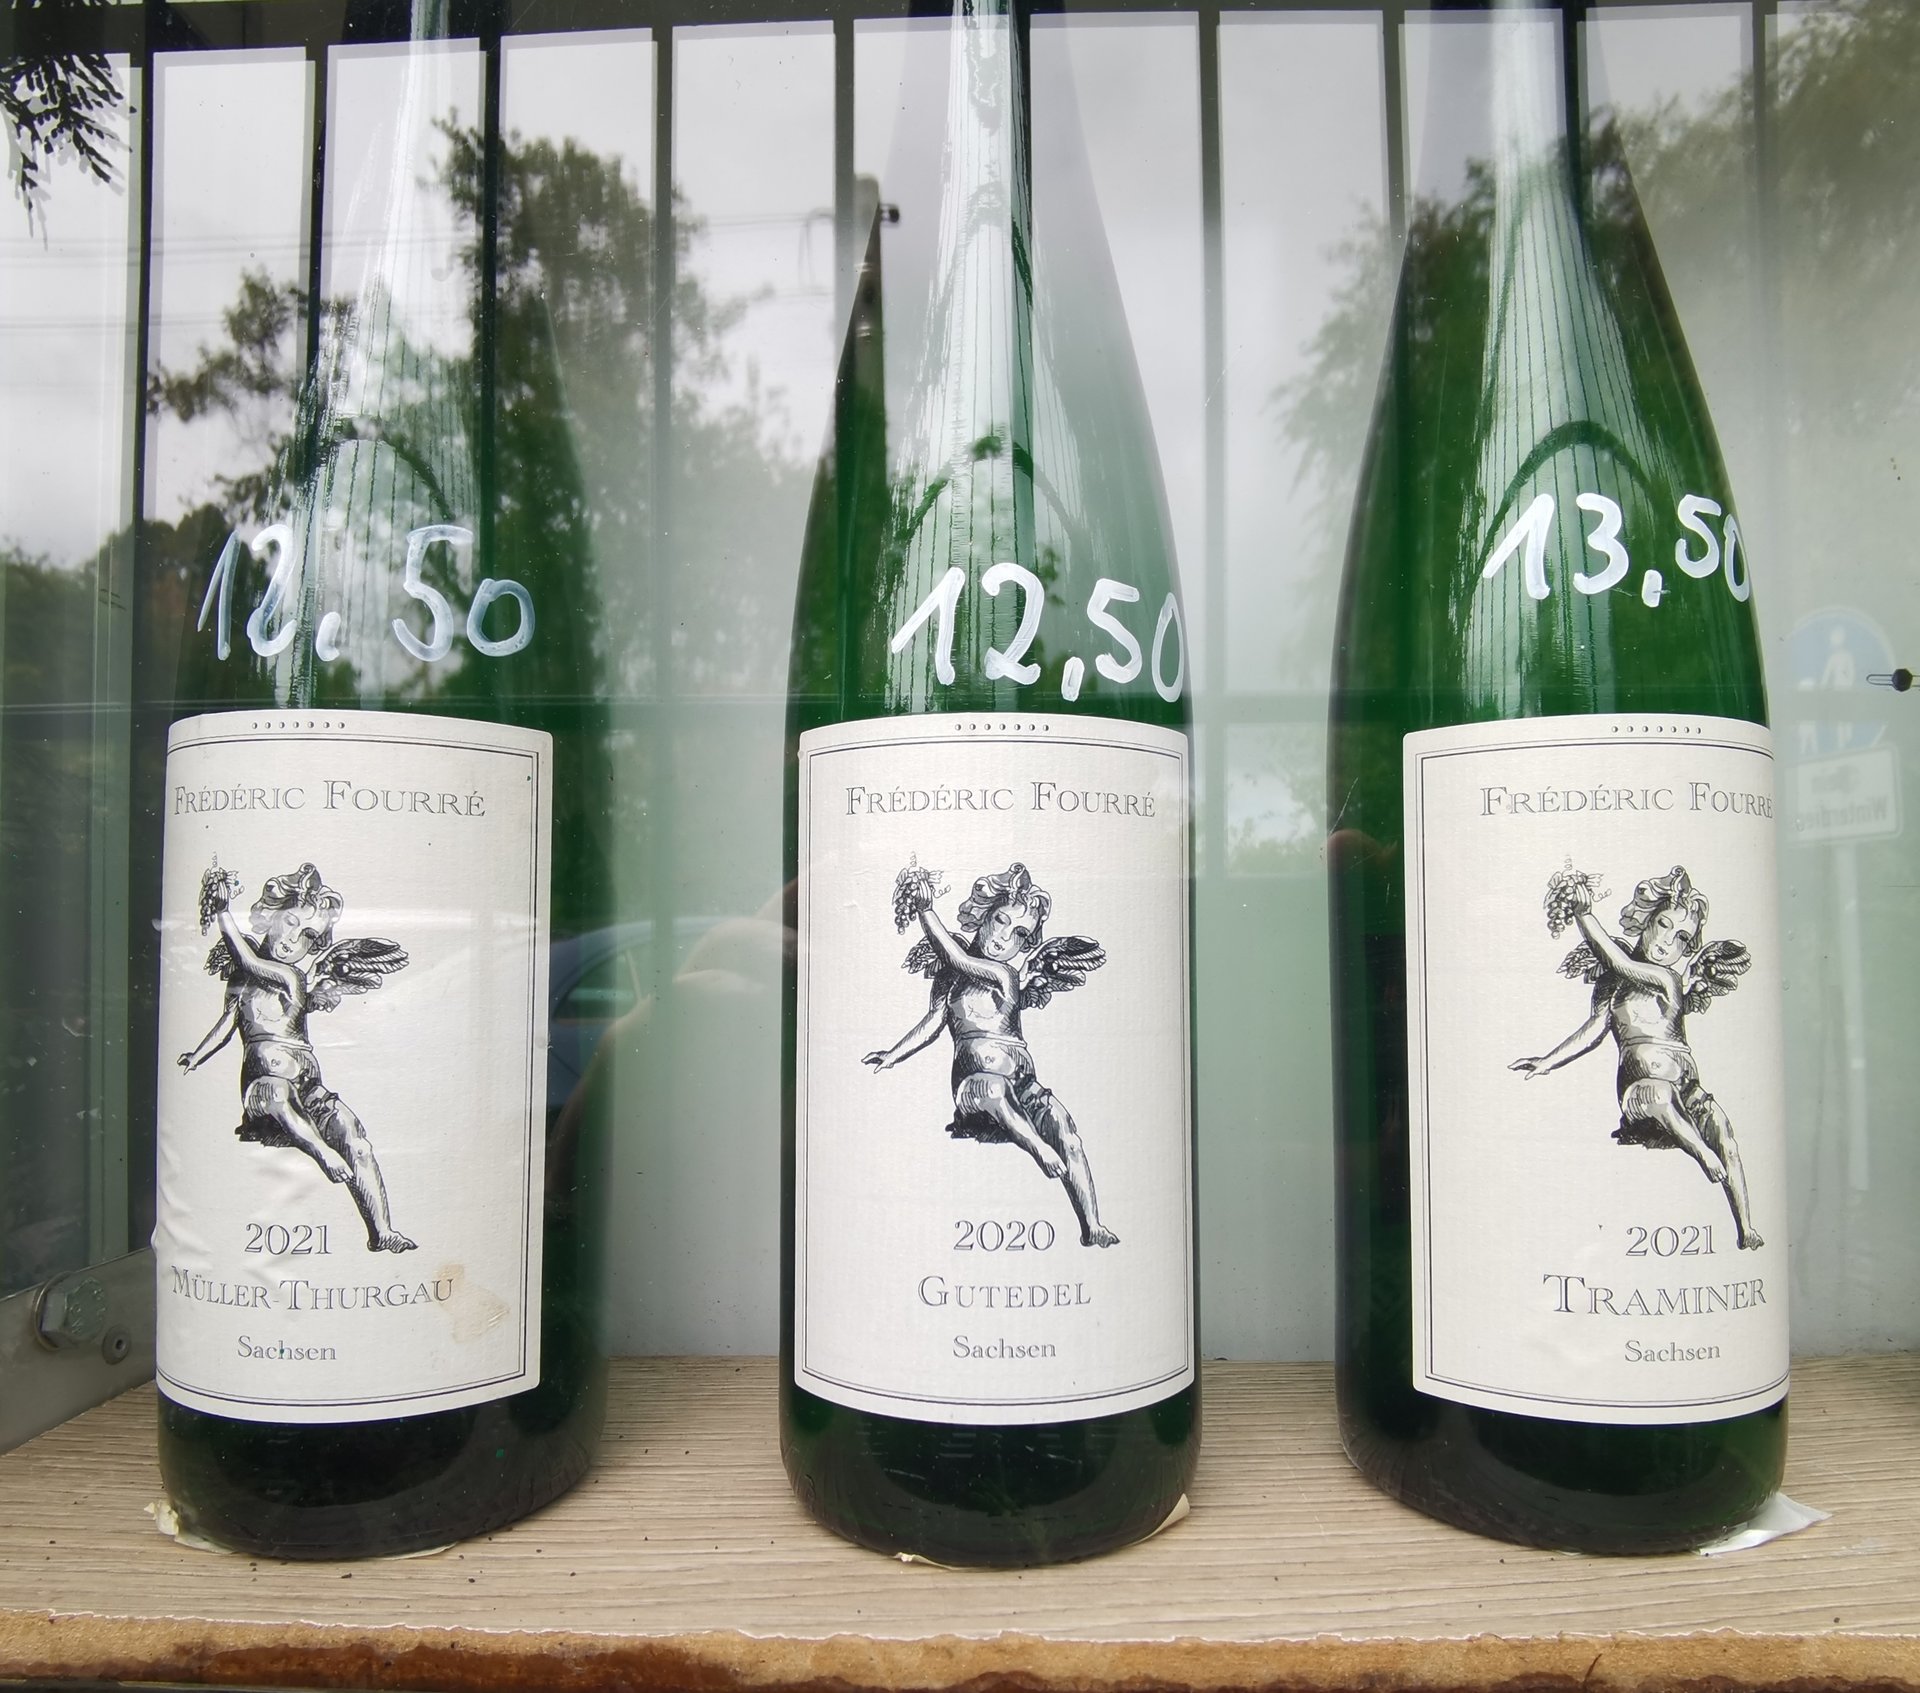 12,50
FRÉDÉRIC FOURRÉ
2021
MÜLLER-THURGAU
Sachsen
12,50
FRÉDÉRIC FOURRÉ
2020
GUTEDEL
Sachsen
13,50
FRÉDÉRIC FOURRÉ
2021
TRAMINER
Sachsen